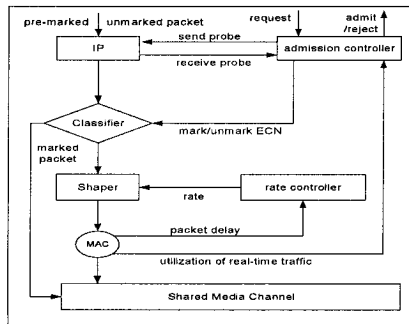 pre-marked
unmarked packet
request
admit
/reject
send probe
IP
admission controller
receive probe
Classifier
mark/unmark ECN
marked
packet
Shaper
rate
rate controller
packet delay
MAC
utilization of real-time traffic
Shared Media Channel